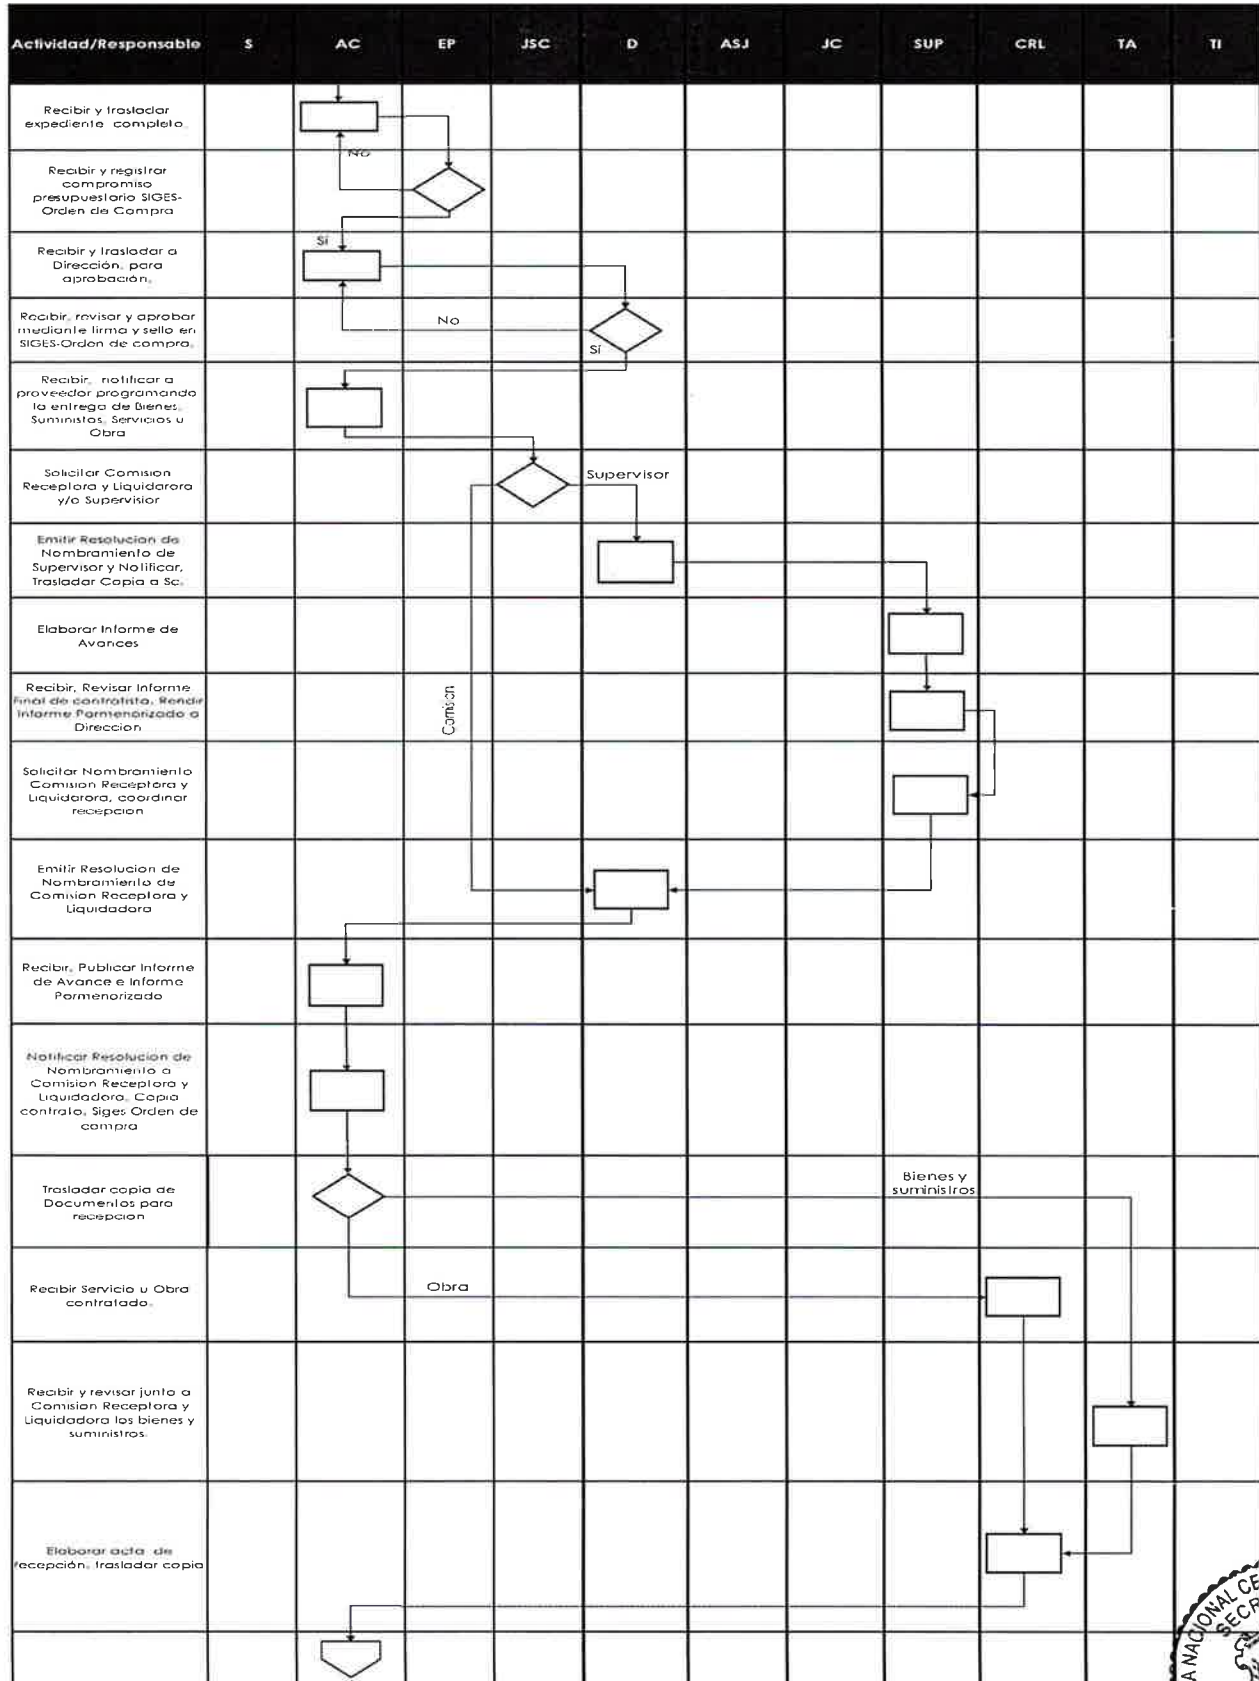 Actividad/Responsable S AC EP JSC D ASJ JC SUP CRL TA TI
Recibir y trasladar
expediente completo.
No
Recibir y registrar
compromiso
presupuestario SIGES-
Orden de Compra
Sí
Recibir y trasladar a
Dirección, para
aprobación.
Recibir, revisar y aprobar
mediante firma y sello en
SIGES-Orden de compra.
No
Sí
Recibir, notificar a
proveedor programando
la entrega de Bienes,
Suministos, Servicios u
Obra
Solicitar Comision
Receptora y Liquidarora
y/o Supervisior
Supervisor
Emitir Resolucion de
Nombramiento de
Supervisor y Notificar,
Trasladar Copia a Sc.
Elaborar Informe de
Avances
Recibir, Revisar Informe
Final de contratista, Rendir
Informe Pormenorizado a
Direccion
Comision
Solicitar Nombramiento
Comision Receptora y
Liquidarora, coordinar
recepcion
Emitir Resolucion de
Nombramiento de
Comision Receptora y
Liquidadora
Recibir, Publicar Informe
de Avance e Informe
Pormenorizado
Notificar Resolucion de
Nombramiento a
Comision Receptora y
Liquidadora, Copia
contrato, Siges Orden de
compra
Trasladar copia de
Documentos para
recepcion
Bienes y
suministros
Recibir Servicio u Obra
contratado.
Obra
Recibir y revisar junto a
Comision Receptora y
Liquidadora los bienes y
suministros.
Elaborar acta de
recepción, trasladar copia